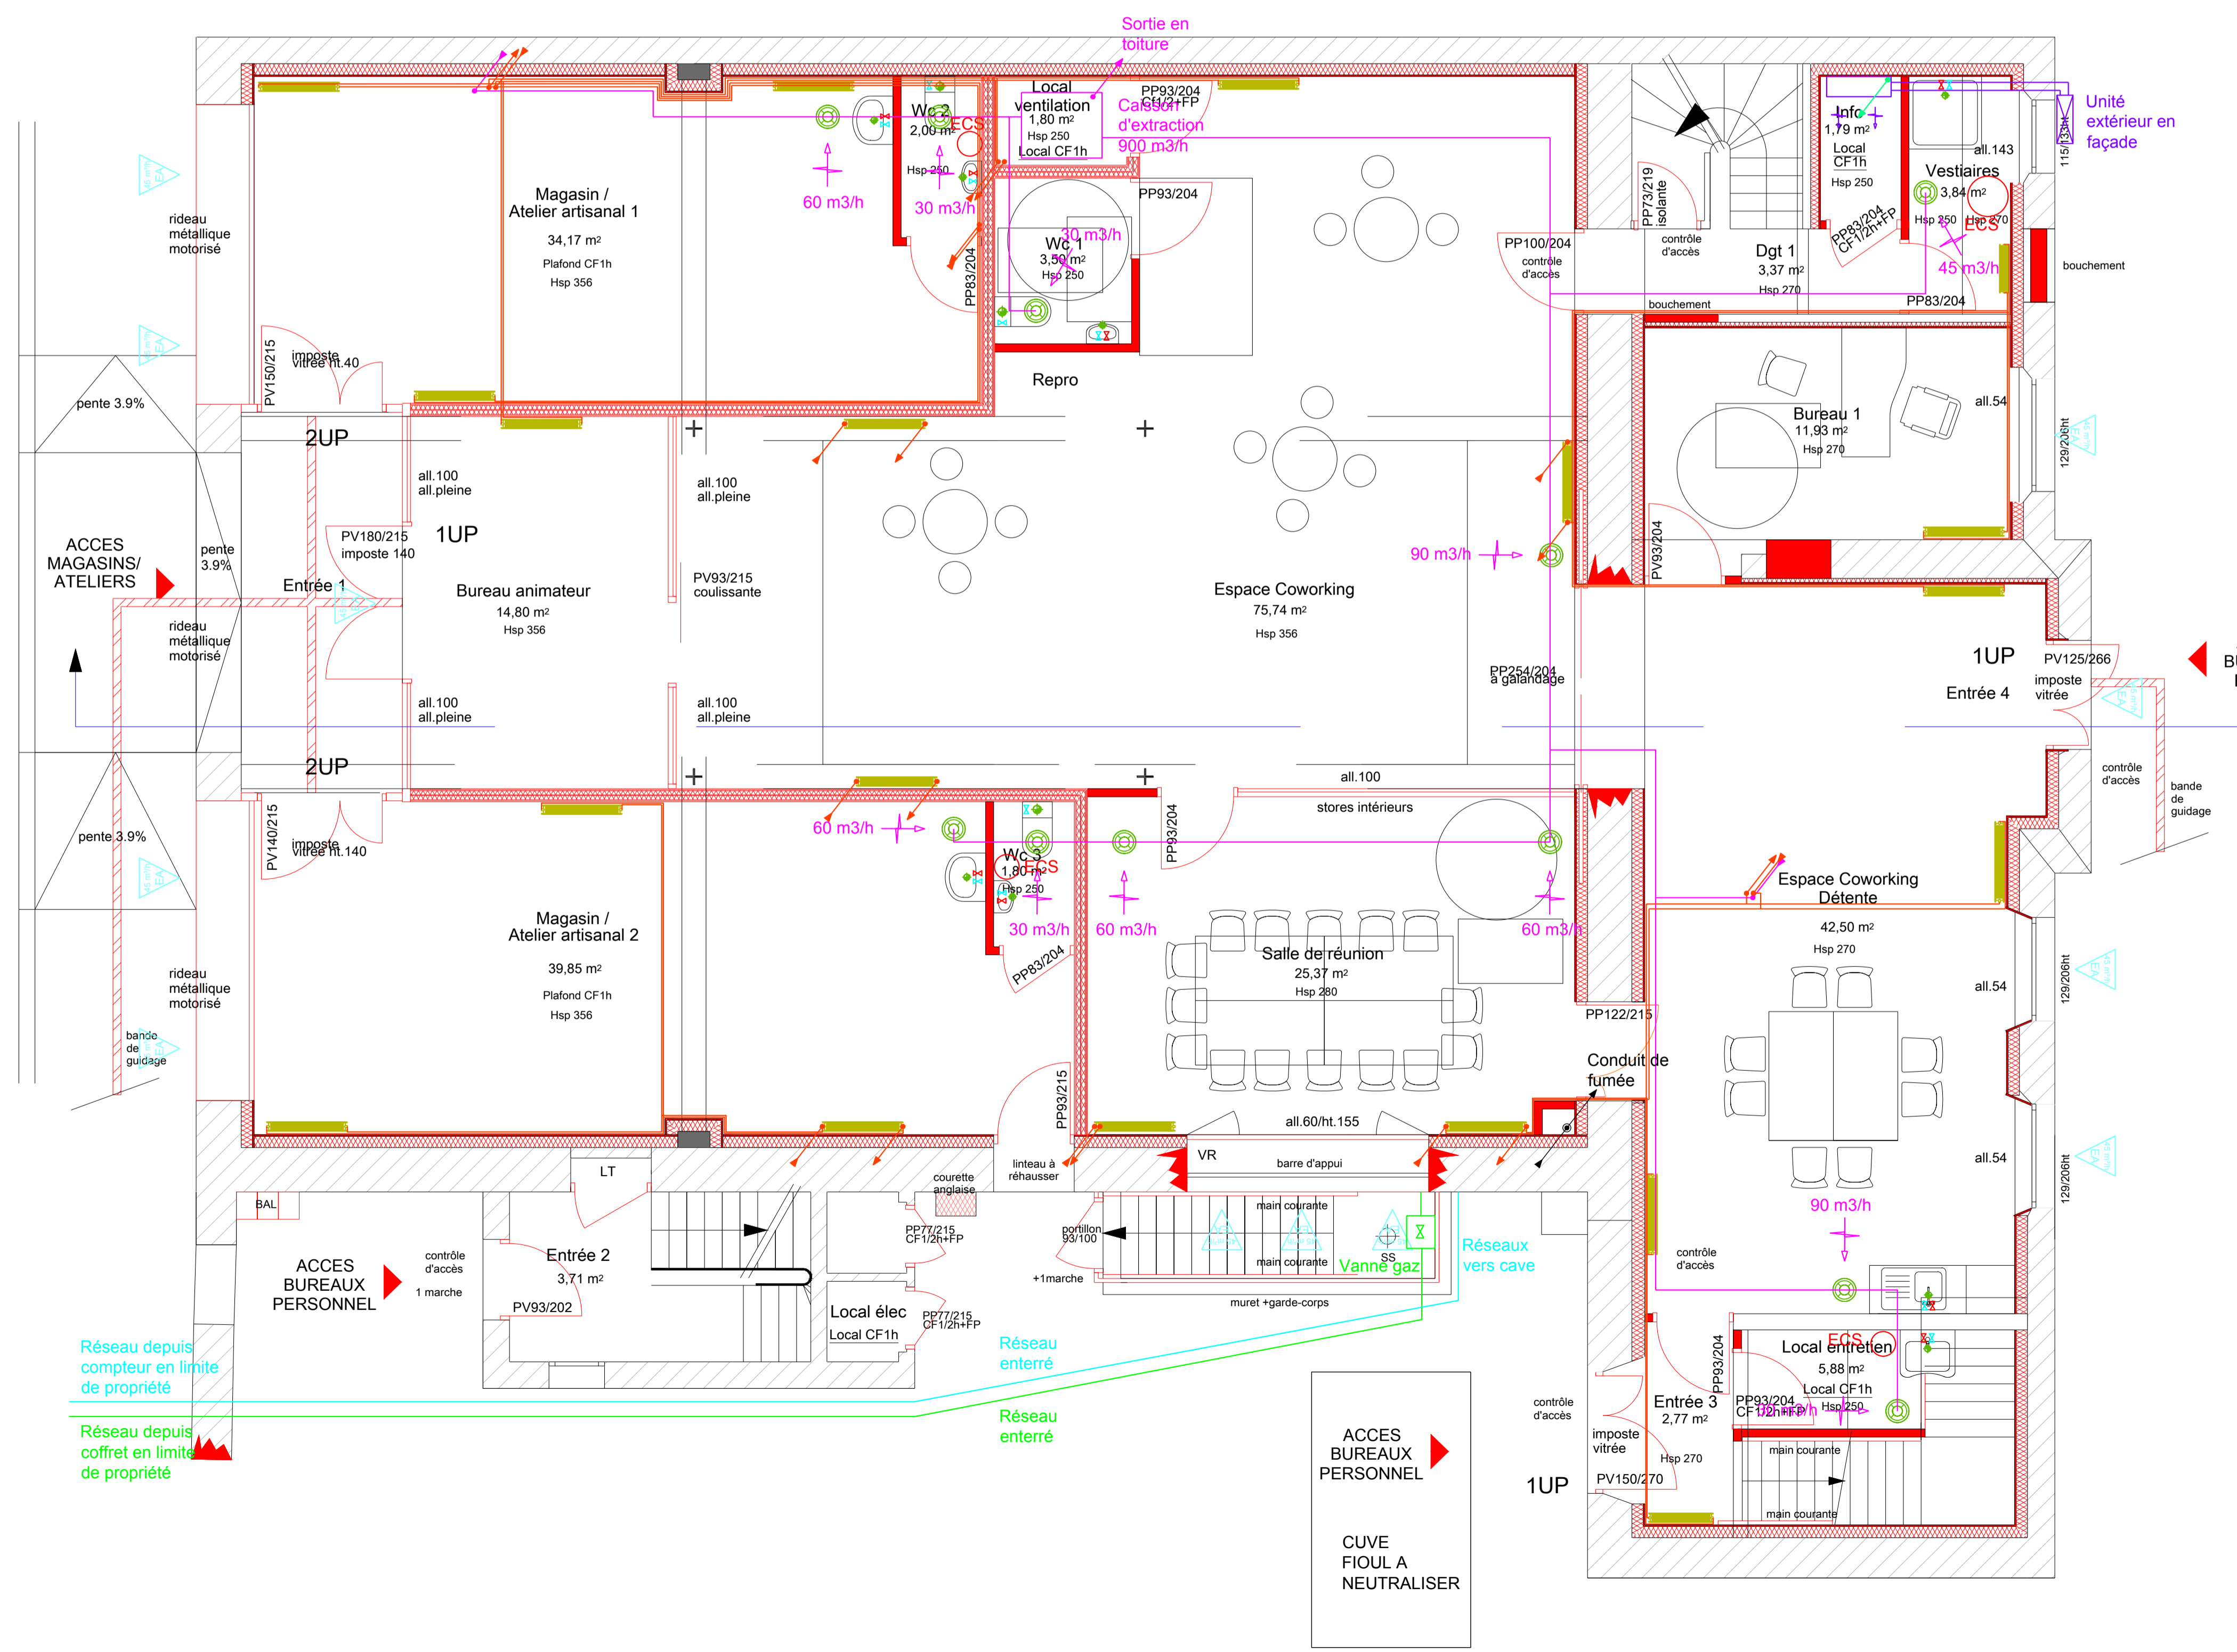 Sortie en
toiture
Local
ventilation
1,80 m²
Hsp 250
Local CF1h
PP93/204
Cf1/2+FP
Caisson
d'extraction
900 m3/h
Wc 2
2,00 m²
Hsp 250
ECS
60 m3/h
30 m3/h
PP83/204
Magasin /
Atelier artisanal 1
34,17 m²
Plafond CF1h
Hsp 356
rideau
métallique
motorisé
30 m3/h
Wc 1
3,50 m²
Hsp 250
PP93/204
Repro
PP100/204
contrôle
d'accès
PP73/219
isolante
contrôle
d'accès
Dgt 1
3,37 m²
Hsp 270
bouchement
Info
1,79 m²
Local
CF1h
Hsp 250
PP83/204
CF1/2h+FP
all.143
Vestiaires
3,84 m²
Hsp 250
Hsp 270
ECS
45 m3/h
PP83/204
115/133ht
Unité
extérieur en
façade
bouchement
Bureau 1
11,93 m²
Hsp 270
all.54
129/206ht
PV93/204
PV150/215
imposte
vitrée ht.40
pente 3.9%
2UP
all.100
all.pleine
all.100
all.pleine
1UP
PV180/215
imposte 140
ACCES
MAGASINS/
ATELIERS
pente
3.9%
Entrée 1
Bureau animateur
14,80 m²
Hsp 356
PV93/215
coulissante
Espace Coworking
75,74 m²
Hsp 356
90 m3/h
rideau
métallique
motorisé
PP254/204
à galandage
1UP
PV125/266
imposte
vitrée
Entrée 4
all.100
all.pleine
all.100
all.pleine
2UP
contrôle
d'accès
bande
de
guidage
all.100
stores intérieurs
pente 3.9%
PV140/215
imposte
vitrée ht.140
60 m3/h
Wc 3
1,80 m²
Hsp 250
ECS
30 m3/h
60 m3/h
60 m3/h
PP83/204
PP93/204
Magasin /
Atelier artisanal 2
39,85 m²
Plafond CF1h
Hsp 356
rideau
métallique
motorisé
bande
de
guidage
Salle de réunion
25,37 m²
Hsp 280
Espace Coworking
Détente
42,50 m²
Hsp 270
all.54
129/206ht
PP122/215
Conduit de
fumée
PP93/215
all.60/ht.155
all.54
129/206ht
VR
barre d'appui
LT
linteau à
réhausser
courette
anglaise
BAL
main courante
90 m3/h
PP77/215
CF1/2h+FP
portillon
93/100
SS
main courante
Vanne gaz
Réseaux
vers cave
contrôle
d'accès
ACCES
BUREAUX
PERSONNEL
contrôle
d'accès
1 marche
Entrée 2
3,71 m²
PV93/202
+1marche
muret +garde-corps
Local élec
Local CF1h
PP77/215
CF1/2h+FP
Réseau depuis
compteur en limite
de propriété
Réseau
enterré
Réseau depuis
coffret en limite
de propriété
Réseau
enterré
ECS
Local entretien
5,88 m²
Local CF1h
Hsp 250
PP93/204
PP93/204
CF1/2h+FP
Entrée 3
2,77 m²
Hsp 270
contrôle
d'accès
imposte
vitrée
main courante
ACCES
BUREAUX
PERSONNEL
1UP
PV150/270
main courante
CUVE
FIOUL A
NEUTRALISER